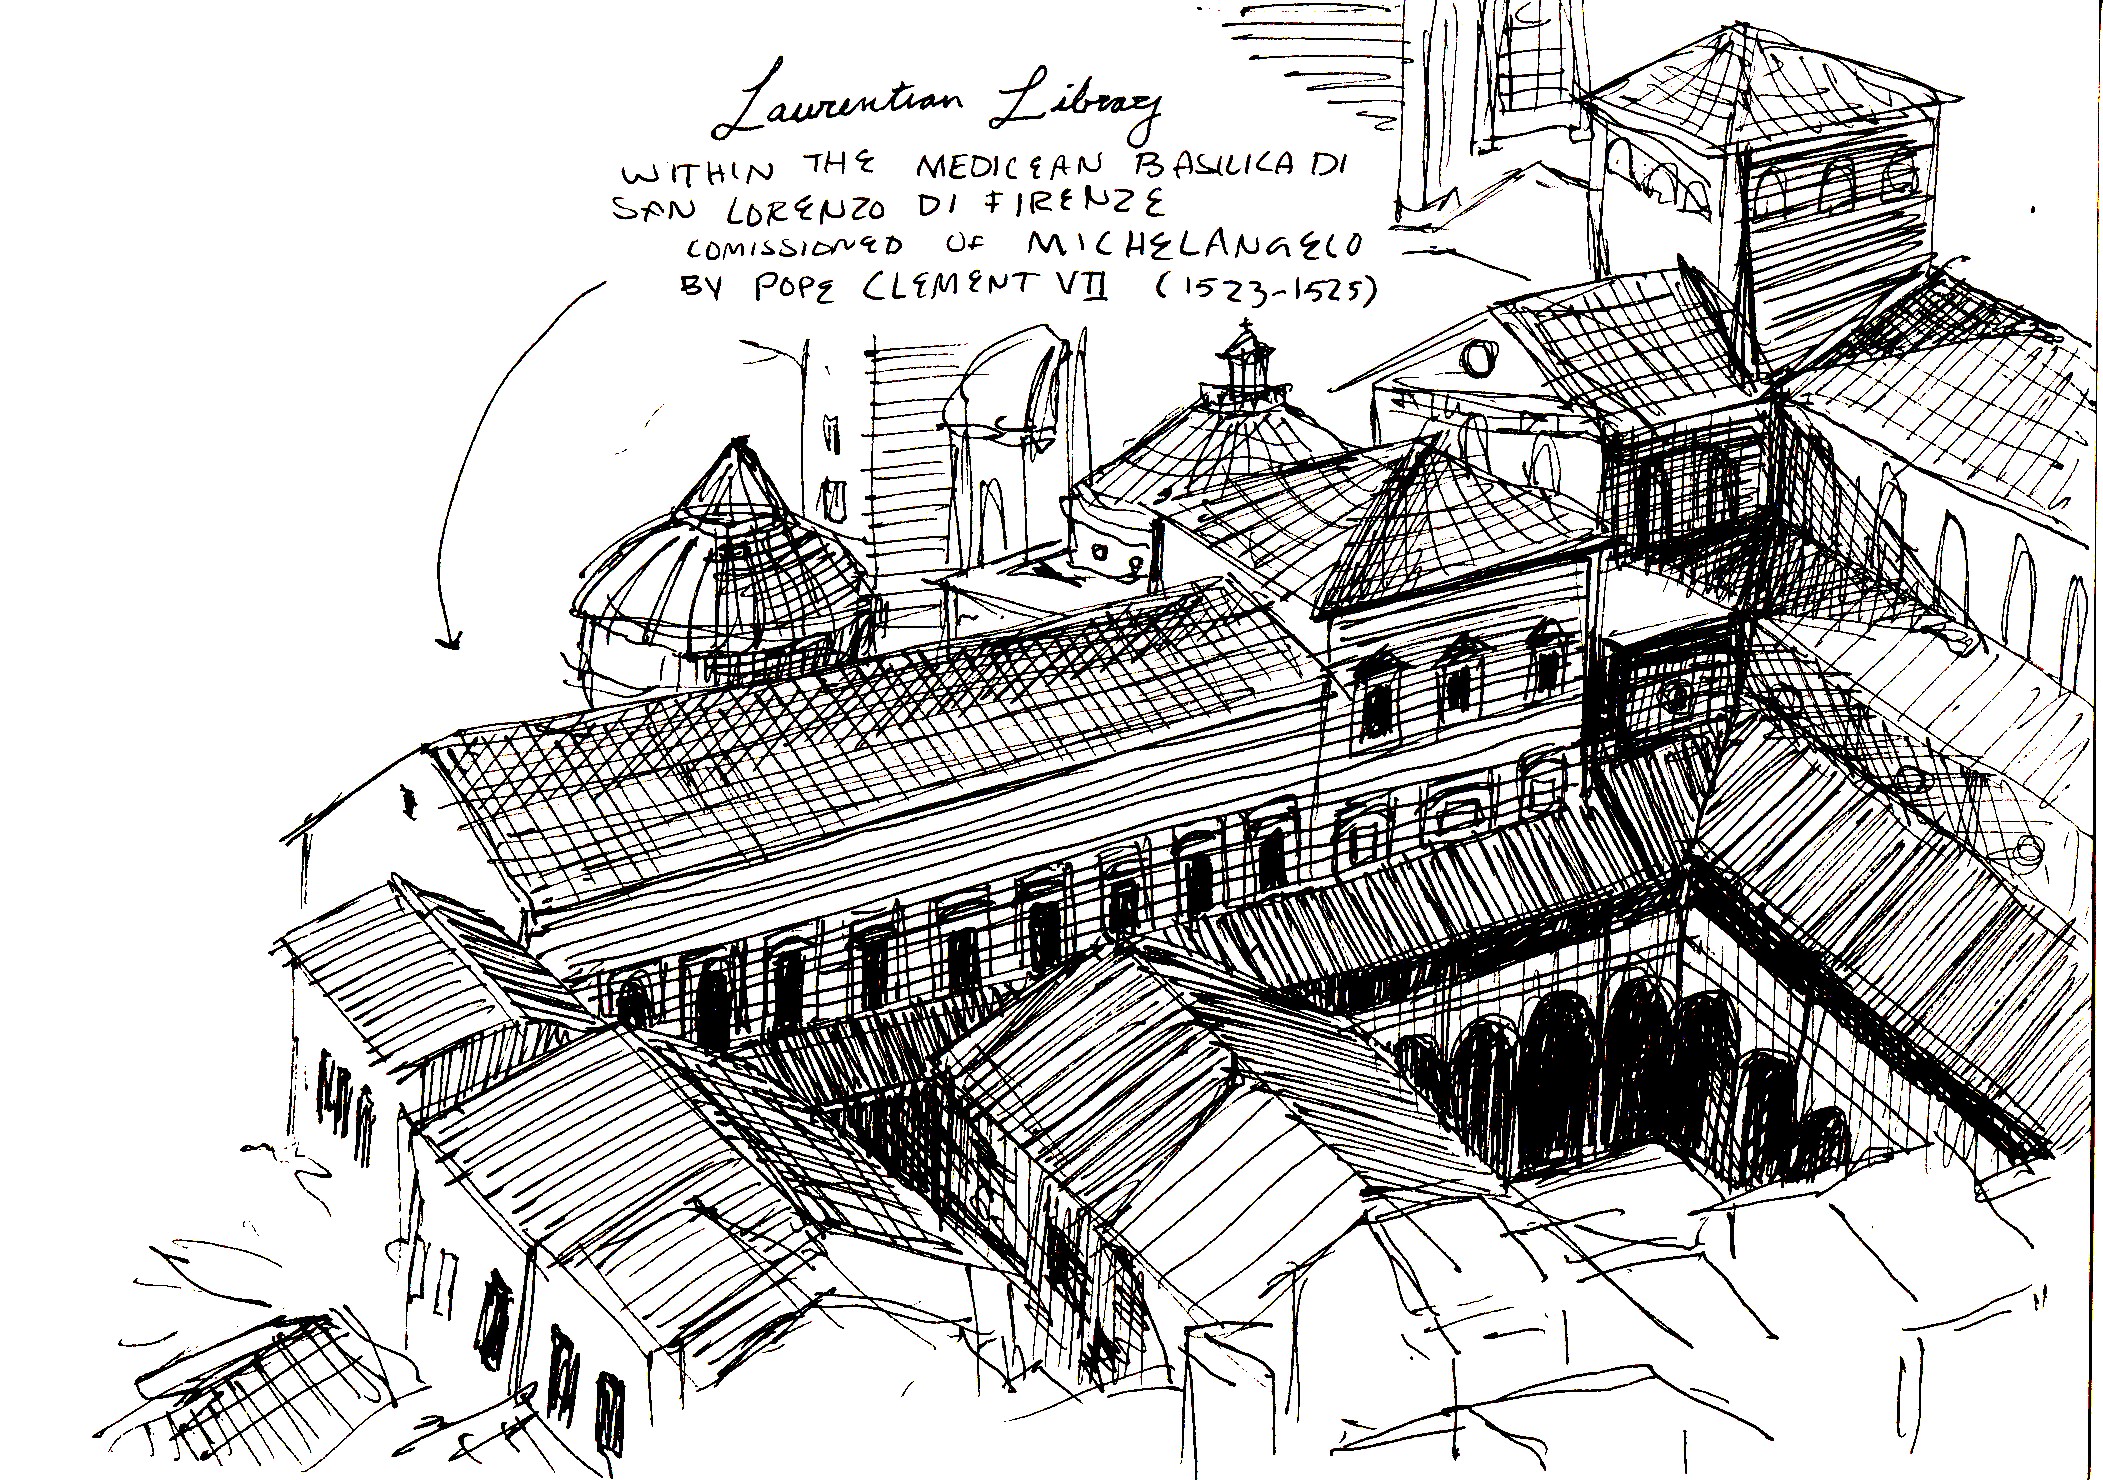 Laurentian Library
WITHIN THE MEDICEAN BASILICA DI
SAN LORENZO DI FIRENZE
COMISSIONED OF MICHELANGELO
BY POPE CLEMENT VII (1523-1525)